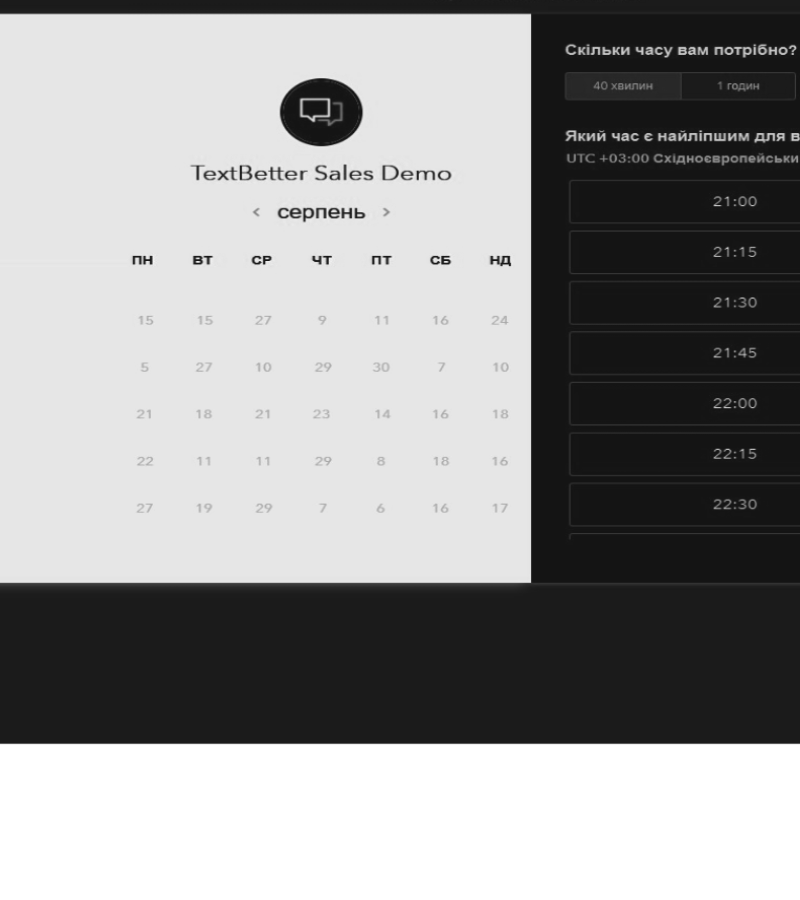 TextBetter Sales Demo
< серпень >
ПН ВТ СР ЧТ ПТ СБ НД
15 15 27 9 11 16 24
5 27 10 29 30 7 10
21 18 21 23 14 16 18
22 11 11 29 8 18 16
27 19 29 7 6 16 17
Скільки часу вам потрібно?
40 хвилин 1 годин
Який час є найліпшим для в
UTC +03:00 Східноєвропейськи
21:00
21:15
21:30
21:45
22:00
22:15
22:30